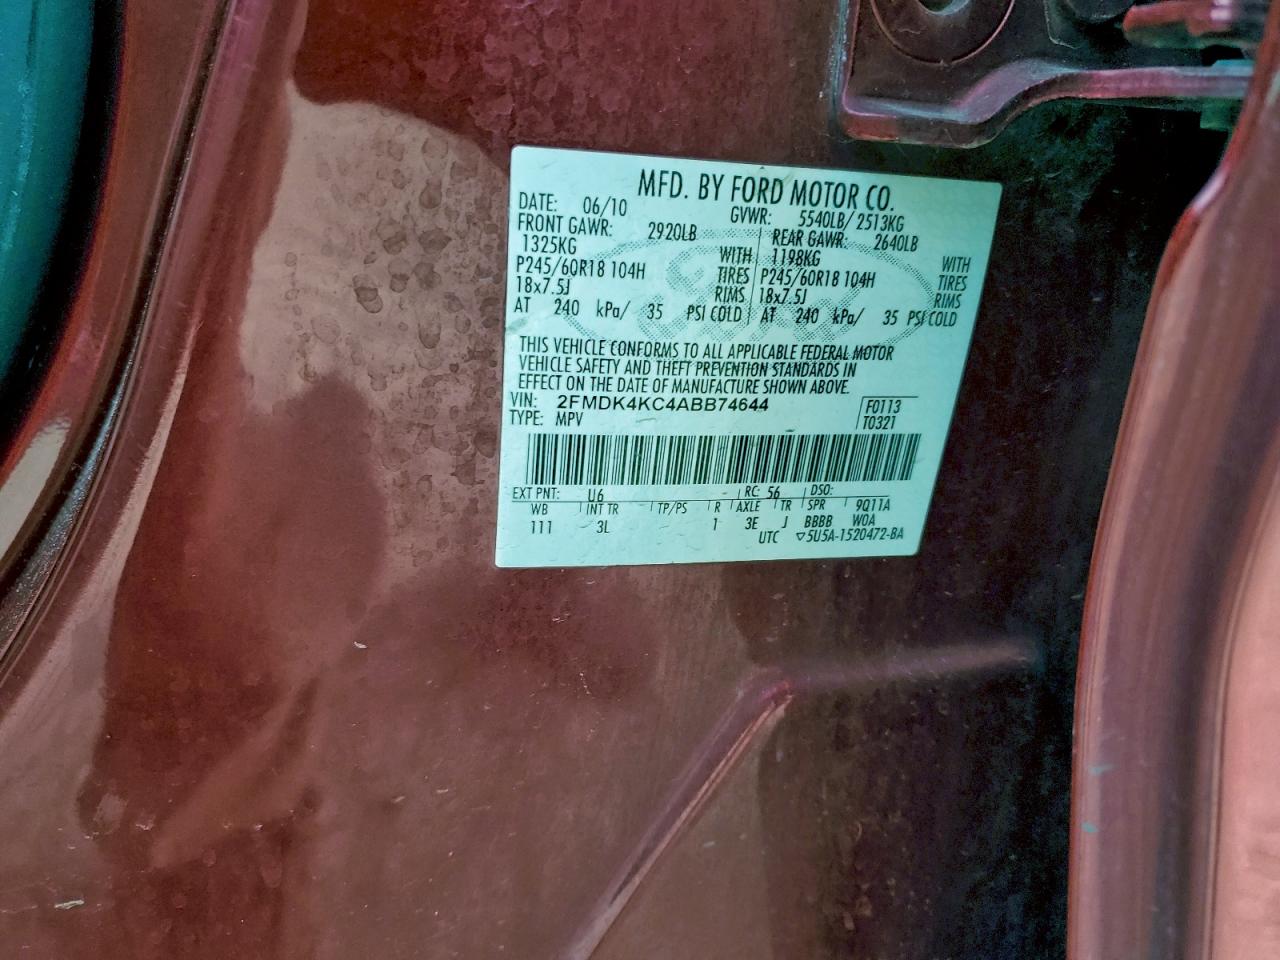 MFD. BY FORD MOTOR CO.
DATE: 06/10 GVWR: 5540LB/ 2513KG
FRONT GAWR: 2920LB REAR GAWR: 2640LB
1325KG WITH 1198KG WITH
P245/60R18 104H TIRES P245/60R18 104H TIRES
18x7.5J RIMS 18x7.5J RIMS
AT 240 kPa/ 35 PSI COLD AT 240 kPa/ 35 PSI COLD
Ford
THIS VEHICLE CONFORMS TO ALL APPLICABLE FEDERAL MOTOR
VEHICLE SAFETY AND THEFT PREVENTION STANDARDS IN
EFFECT ON THE DATE OF MANUFACTURE SHOWN ABOVE.
VIN: 2FMDK4KC4ABB74644 F0113
TYPE: MPV T0321
EXT PNT: U6 RC: 56 DSO:
WB INT TR TP/PS R AXLE TR SPR 9Q11A
111 3L 1 3E J BBBB WOA
UTC ▽5U5A-1520472-BA